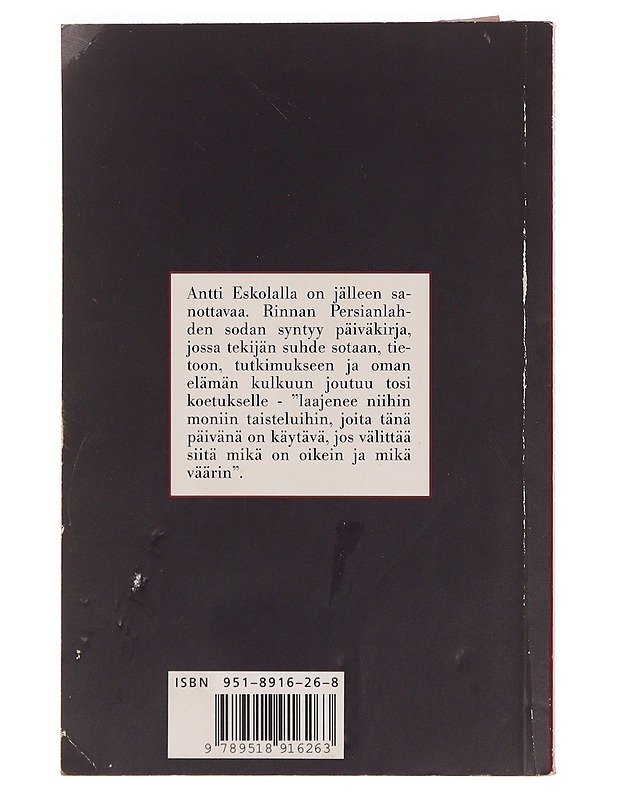 Antti Eskolalla on jälleen sa-
nottavaa. Rinnan Persianlah-
den sodan syntyy päiväkirja,
jossa tekijän suhde sotaan, tie-
toon, tutkimukseen ja oman
elämän kulkuun joutuu tosi
koetukselle - ”laajenee niihin
moniin taisteluihin, joita tänä
päivänä on käytävä, jos välittää
siitä mikä on oikein ja mikä
väärin”.
ISBN 951-8916-26-8
9 789518 916263